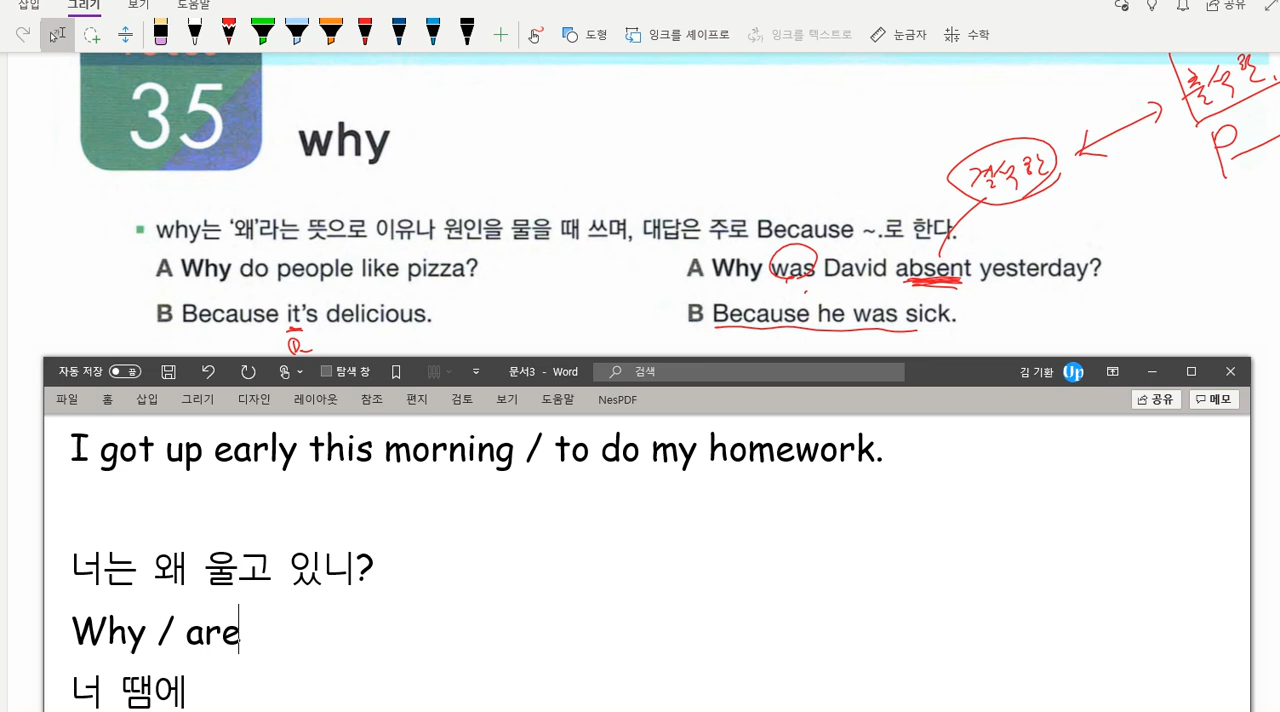 삽입 그리기 보기 도움말
공유
도형 잉크를 셰이프로 잉크를 텍스트로 눈금자 수학
35
why
출석한
P
결석한
why는 ‘왜’라는 뜻으로 이유나 원인을 물을 때 쓰며, 대답은 주로 Because ~.로 한다.
A Why do people like pizza?
B Because it's delicious.
A Why was David absent yesterday?
B Because he was sick.
자동 저장 끔 탐색 창 문서3 - Word 검색 김 기환 Up
파일 홈 삽입 그리기 디자인 레이아웃 참조 편지 검토 보기 도움말 NesPDF 공유 메모
I got up early this morning / to do my homework.
너는 왜 울고 있니?
Why / are
너 땜에